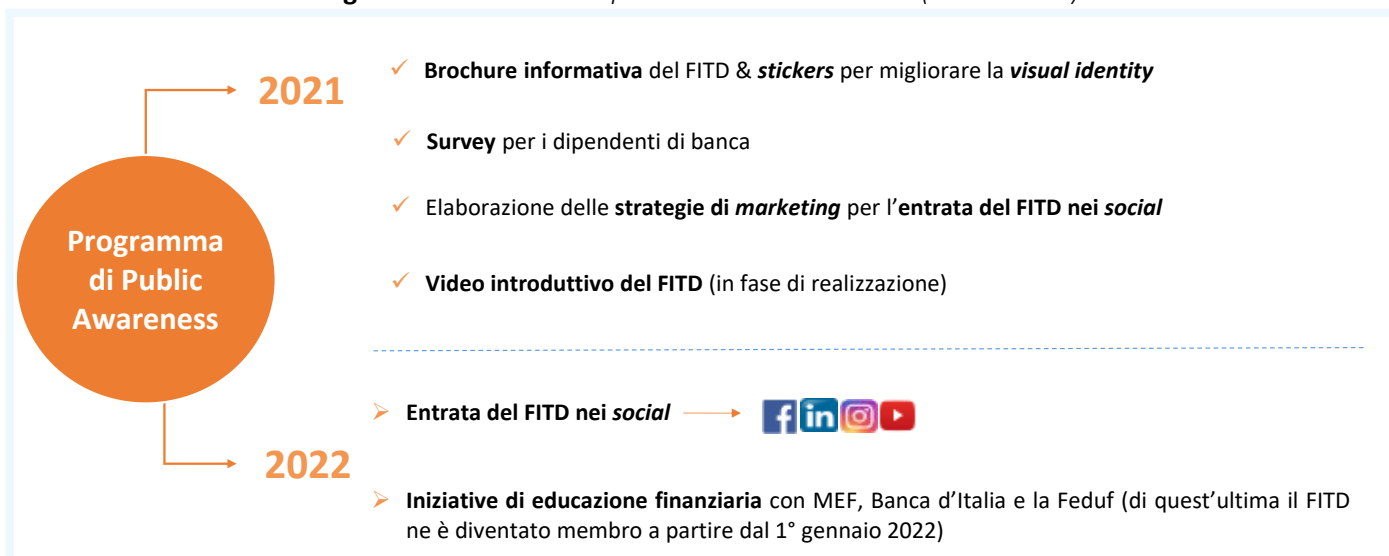 2021
Brochure informativa del FITD & stickers per migliorare la visual identity
Survey per i dipendenti di banca
Elaborazione delle strategie di marketing per l'entrata del FITD nei social
Video introduttivo del FITD (in fase di realizzazione)
Programma
di Public
Awareness
2022
Entrata del FITD nei social
Iniziative di educazione finanziaria con MEF, Banca d'Italia e la Feduf (di quest'ultima il FITD
ne è diventato membro a partire dal 1° gennaio 2022)